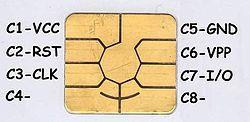 C1-VCC
C2-RST
C3-CLK
C4-
C5-GND
C6-VPP
C7-I/O
C8-